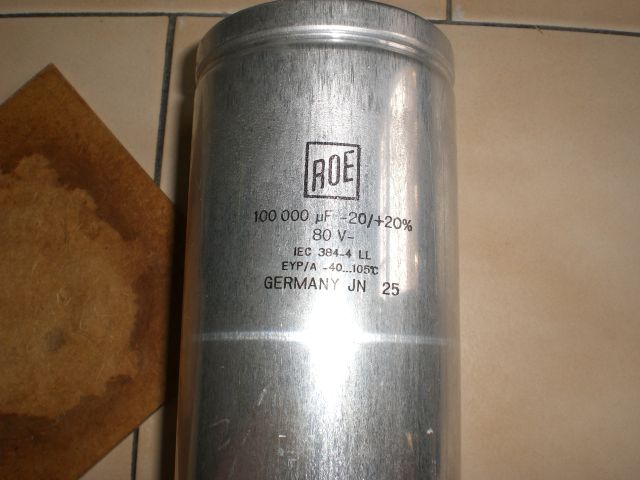 ROE
100 000 µF -20/+20%
80 V-
IEC 384-4 LL
EYP/A -40...105°C
GERMANY JN 25